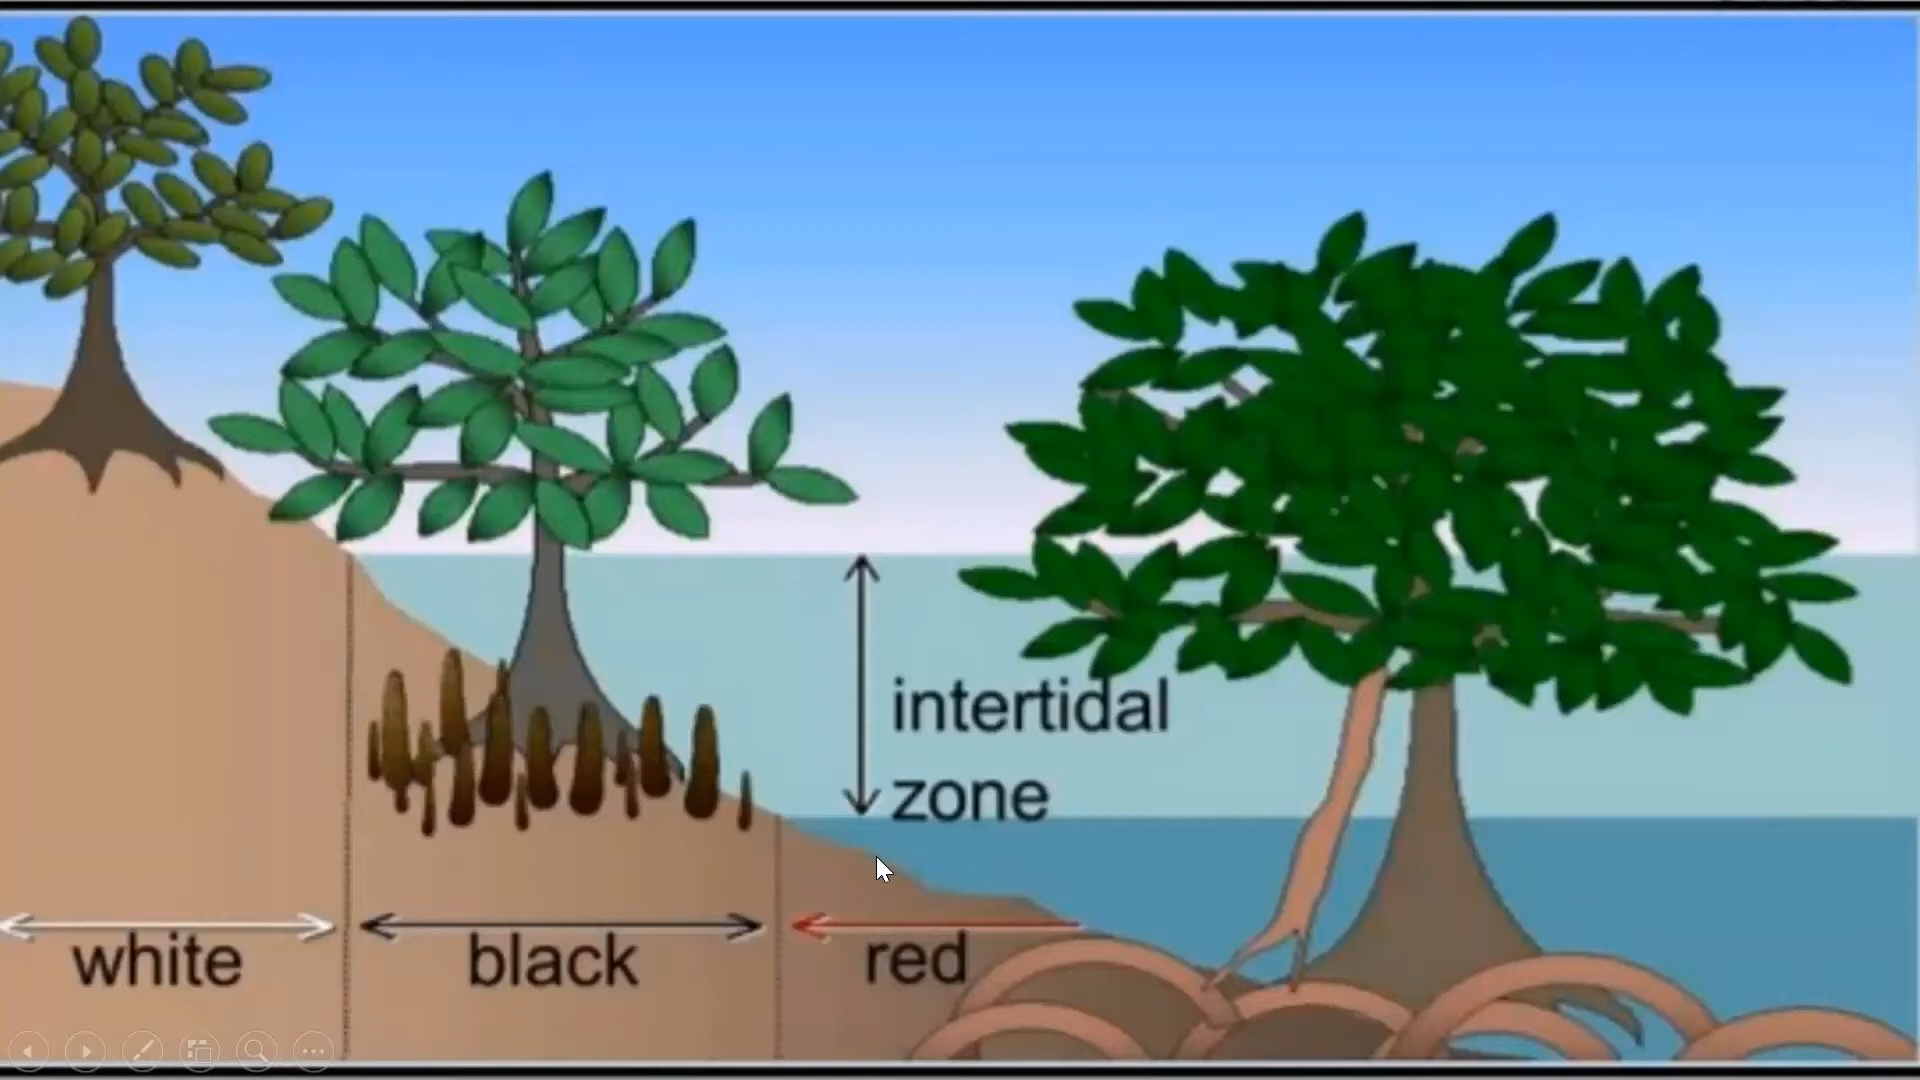 intertidal
zone
white
black
red